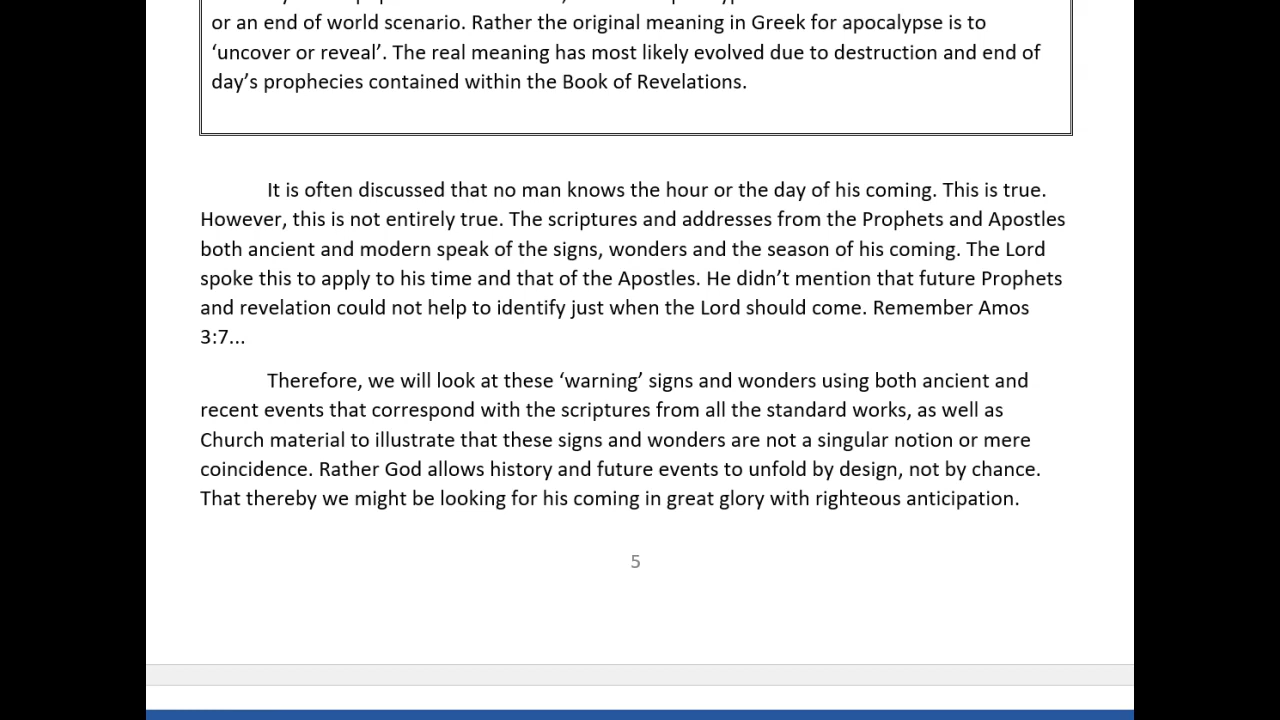 or an end of world scenario. Rather the original meaning in Greek for apocalypse is to
‘uncover or reveal’. The real meaning has most likely evolved due to destruction and end of
day’s prophecies contained within the Book of Revelations.
It is often discussed that no man knows the hour or the day of his coming. This is true.
However, this is not entirely true. The scriptures and addresses from the Prophets and Apostles
both ancient and modern speak of the signs, wonders and the season of his coming. The Lord
spoke this to apply to his time and that of the Apostles. He didn’t mention that future Prophets
and revelation could not help to identify just when the Lord should come. Remember Amos
3:7...
Therefore, we will look at these ‘warning’ signs and wonders using both ancient and
recent events that correspond with the scriptures from all the standard works, as well as
Church material to illustrate that these signs and wonders are not a singular notion or mere
coincidence. Rather God allows history and future events to unfold by design, not by chance.
That thereby we might be looking for his coming in great glory with righteous anticipation.
5